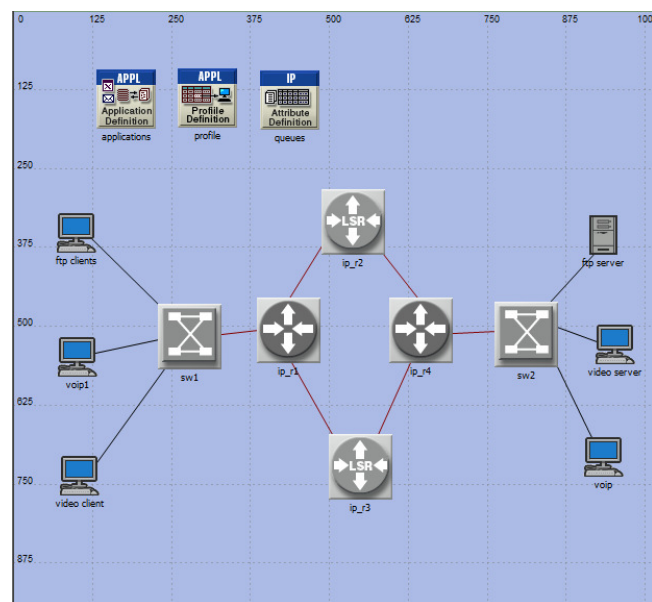 0 125 250 375 500 625 750 875 1000
125
250
375
500
625
750
875
APPL
Application
Definition
applications
APPL
Profile
Definition
profile
IP
Attribute
Definition
queues
LSR
ip_r2
ftp clients
ftp server
voip1
sw1
ip_r1
ip_r4
sw2
video server
LSR
ip_r3
video client
voip